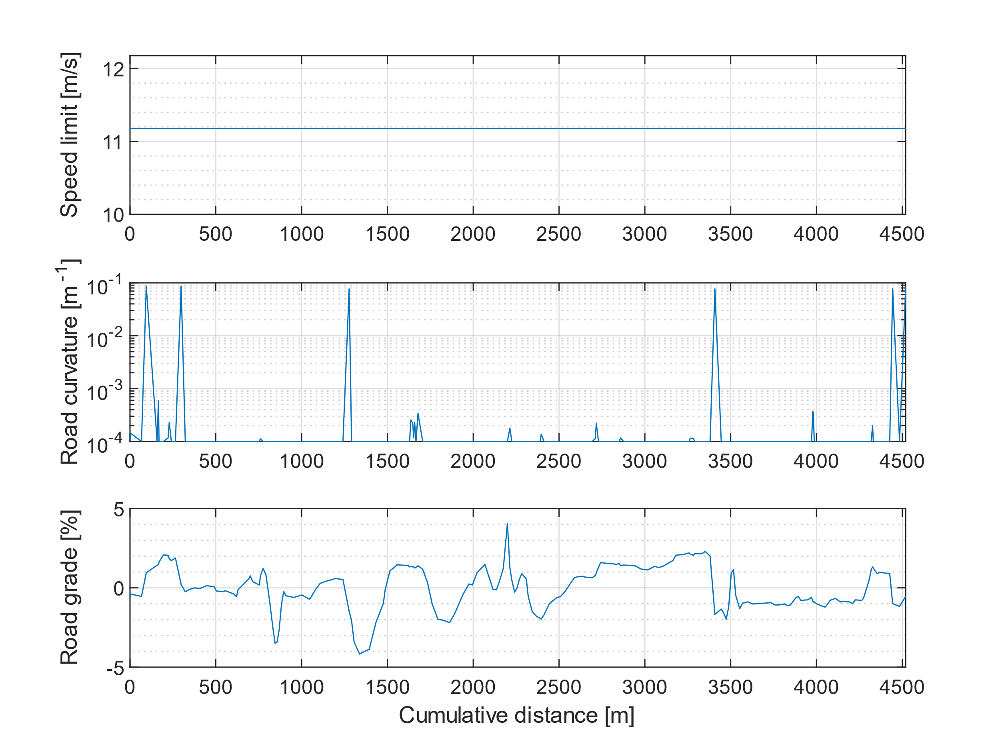 Speed limit [m/s]
12
11
10
0 500 1000 1500 2000 2500 3000 3500 4000 4500
Road curvature [m⁻¹]
10⁻¹
10⁻²
10⁻³
10⁻⁴
0 500 1000 1500 2000 2500 3000 3500 4000 4500
Road grade [%]
5
0
-5
0 500 1000 1500 2000 2500 3000 3500 4000 4500
Cumulative distance [m]